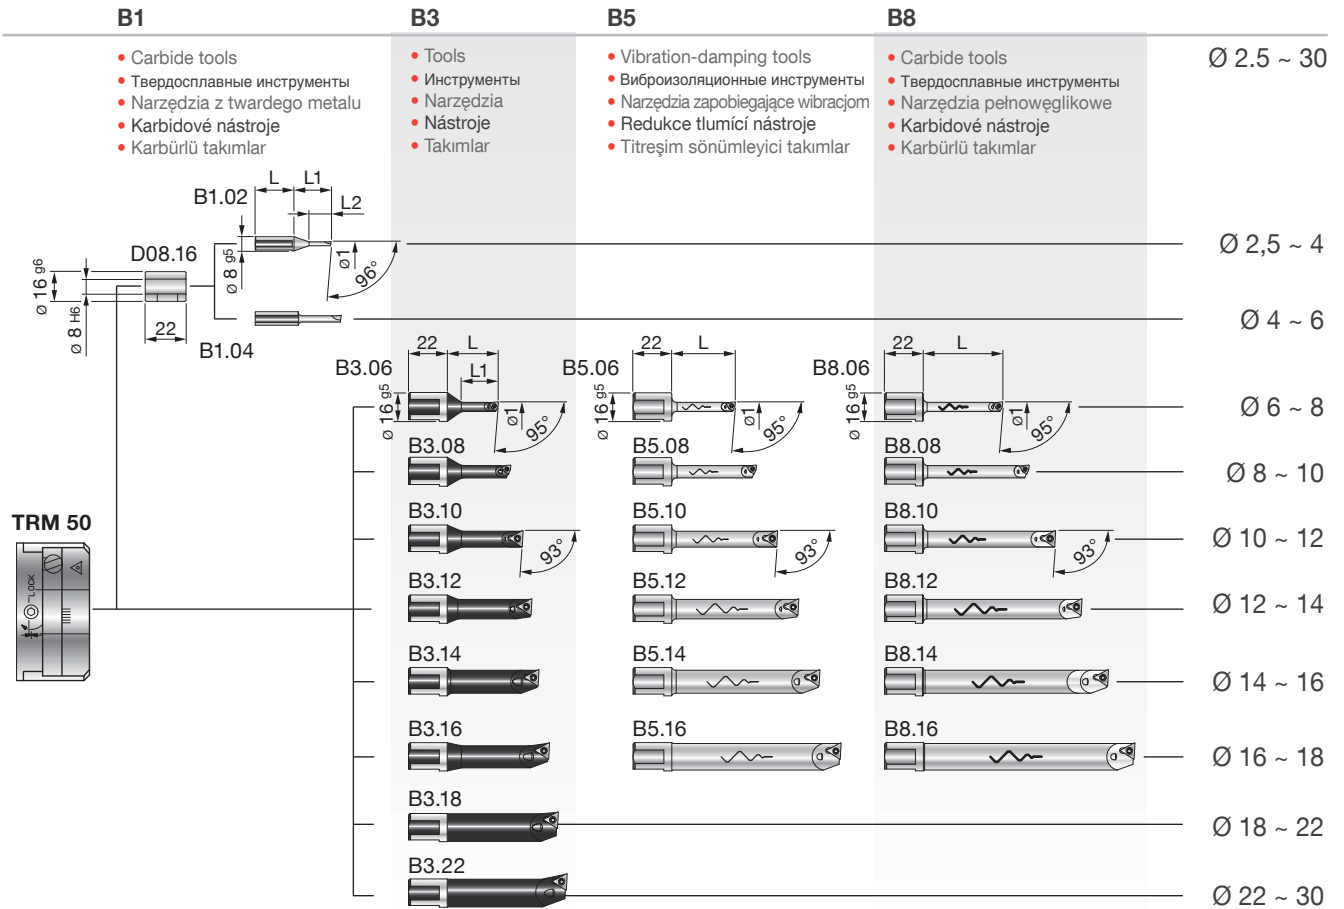 B1
B3
B5
B8
• Carbide tools
• Твердосплавные инструменты
• Narzędzia z twardego metalu
• Karbidové nástroje
• Karbürlü takımlar
• Tools
• Инструменты
• Narzędzia
• Nástroje
• Takımlar
• Vibration-damping tools
• Виброизоляционные инструменты
• Narzędzia zapobiegające wibracjom
• Redukce tlumící nástroje
• Titreşim sönümleyici takımlar
• Carbide tools
• Твердосплавные инструменты
• Narzędzia pełnowęglikowe
• Karbidové nástroje
• Karbürlü takımlar
Ø 2.5 ~ 30
B1.02
L
L1
L2
Ø 8 g5
Ø1
96°
Ø 2,5 ~ 4
D08.16
Ø 16 g6
Ø 8 H6
22
B1.04
Ø 4 ~ 6
B3.06
22
L
L1
Ø 16 g5
Ø1
95°
B5.06
22
L
Ø 16 g5
Ø1
95°
B8.06
22
L
Ø 16 g5
Ø1
95°
Ø 6 ~ 8
B3.08
B5.08
B8.08
Ø 8 ~ 10
TRM 50
LOCK
B3.10
93°
B5.10
93°
B8.10
93°
Ø 10 ~ 12
B3.12
B5.12
B8.12
Ø 12 ~ 14
B3.14
B5.14
B8.14
Ø 14 ~ 16
B3.16
B5.16
B8.16
Ø 16 ~ 18
B3.18
Ø 18 ~ 22
B3.22
Ø 22 ~ 30